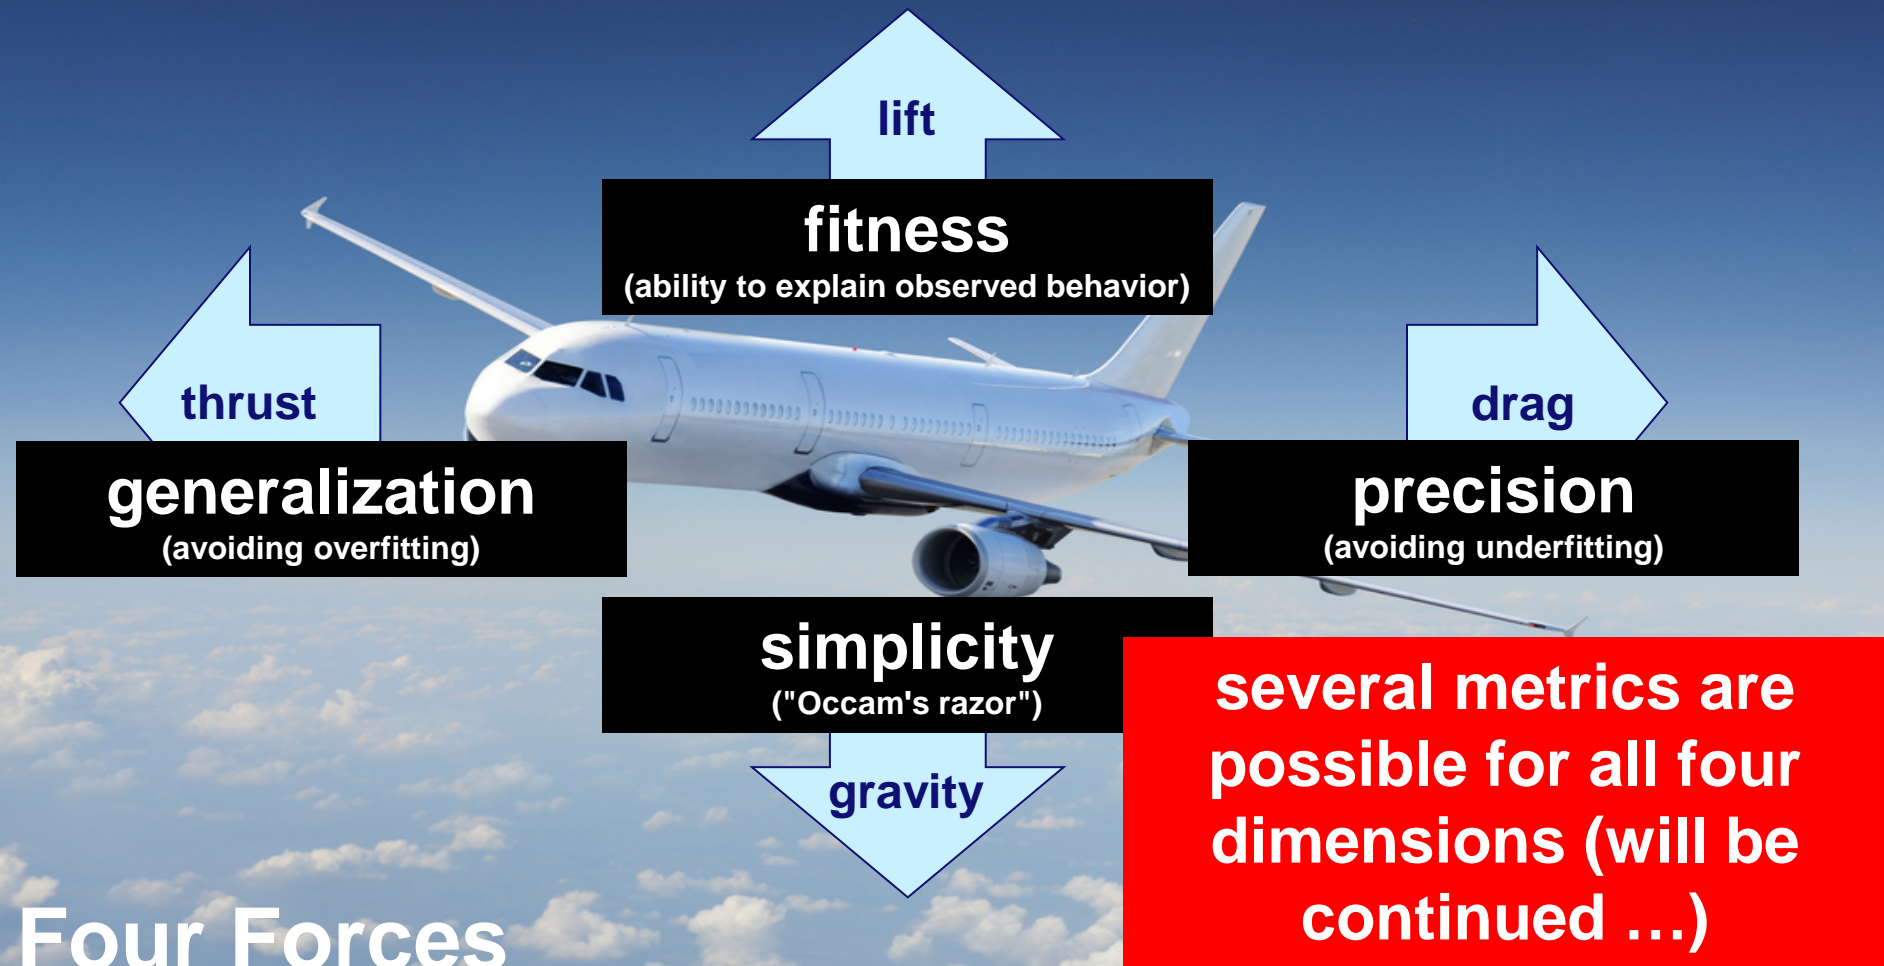 lift
fitness
(ability to explain observed behavior)
thrust
drag
generalization
(avoiding overfitting)
precision
(avoiding underfitting)
simplicity
("Occam's razor")
gravity
several metrics are
possible for all four
dimensions (will be
continued …)
Four Forces